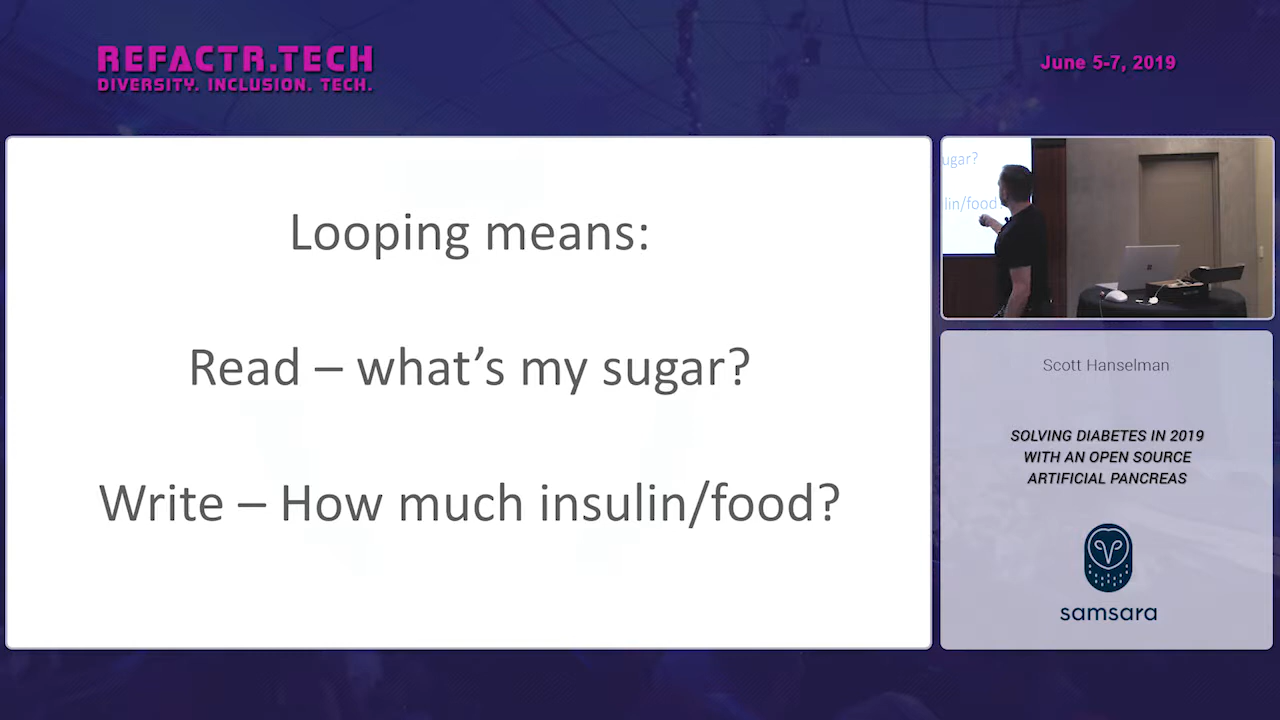 REFACTR.TECH
DIVERSITY. INCLUSION. TECH.
June 5-7, 2019
Looping means:
Read – what’s my sugar?
Write – How much insulin/food?
ugar?
lin/food?
Scott Hanselman
SOLVING DIABETES IN 2019
WITH AN OPEN SOURCE
ARTIFICIAL PANCREAS
samsara